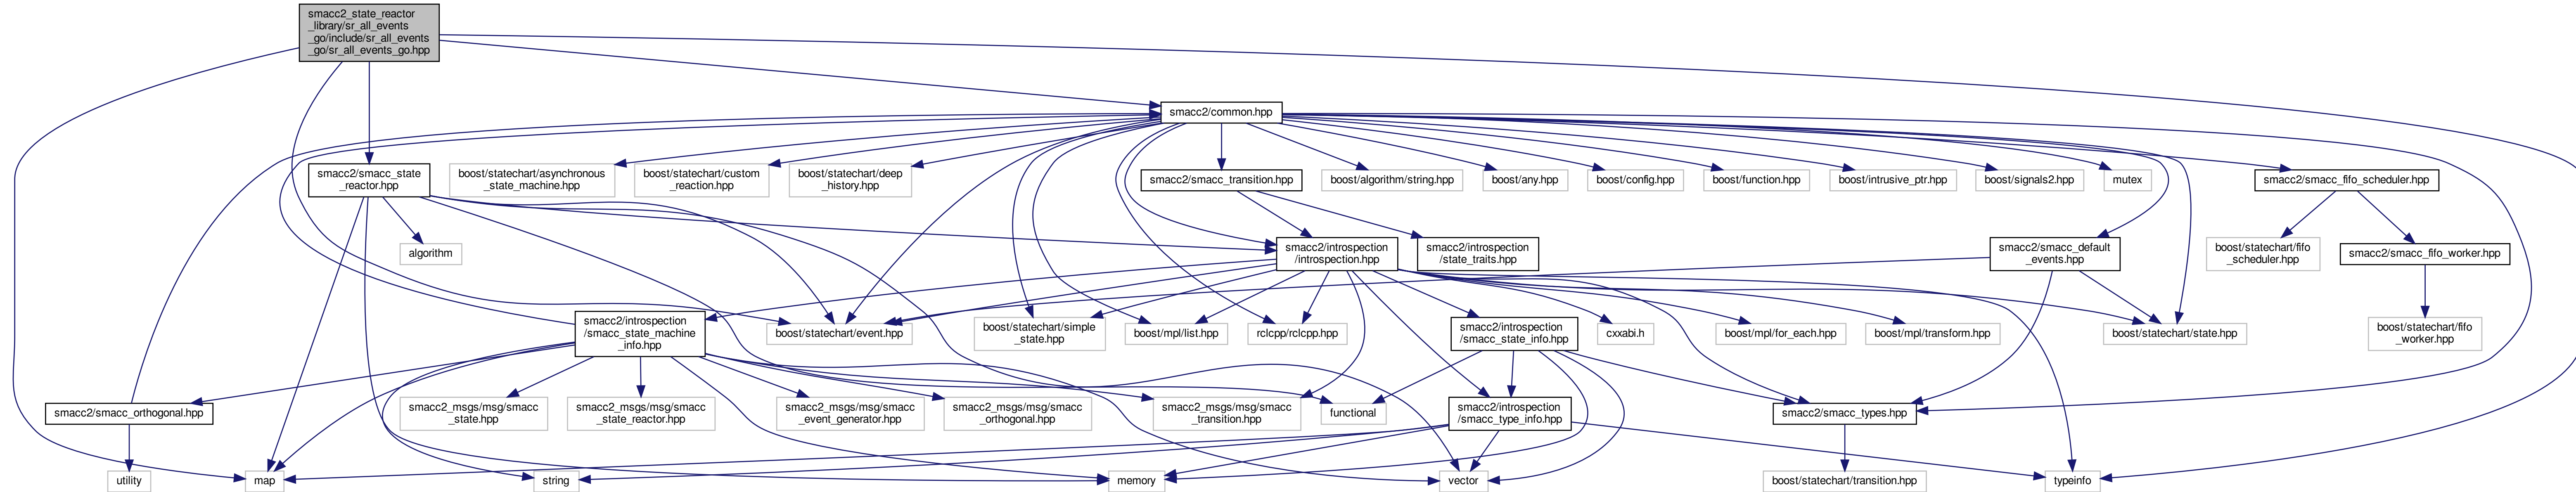 smacc2_state_reactor
_library/sr_all_events
_go/include/sr_all_events
_go/sr_all_events_go.hpp
smacc2/common.hpp
smacc2/smacc_state
_reactor.hpp
boost/statechart/asynchronous
_state_machine.hpp
boost/statechart/custom
_reaction.hpp
boost/statechart/deep
_history.hpp
smacc2/smacc_transition.hpp
boost/algorithm/string.hpp
boost/any.hpp
boost/config.hpp
boost/function.hpp
boost/intrusive_ptr.hpp
boost/signals2.hpp
mutex
smacc2/smacc_fifo_scheduler.hpp
algorithm
smacc2/introspection
/introspection.hpp
smacc2/introspection
/state_traits.hpp
smacc2/smacc_default
_events.hpp
boost/statechart/fifo
_scheduler.hpp
smacc2/smacc_fifo_worker.hpp
smacc2/introspection
/smacc_state_machine
_info.hpp
boost/statechart/event.hpp
boost/statechart/simple
_state.hpp
boost/mpl/list.hpp
rclcpp/rclcpp.hpp
smacc2/introspection
/smacc_state_info.hpp
cxxabi.h
boost/mpl/for_each.hpp
boost/mpl/transform.hpp
boost/statechart/state.hpp
boost/statechart/fifo
_worker.hpp
smacc2/smacc_orthogonal.hpp
smacc2_msgs/msg/smacc
_state.hpp
smacc2_msgs/msg/smacc
_state_reactor.hpp
smacc2_msgs/msg/smacc
_event_generator.hpp
smacc2_msgs/msg/smacc
_orthogonal.hpp
smacc2_msgs/msg/smacc
_transition.hpp
functional
smacc2/introspection
/smacc_type_info.hpp
smacc2/smacc_types.hpp
utility
map
string
memory
vector
boost/statechart/transition.hpp
typeinfo